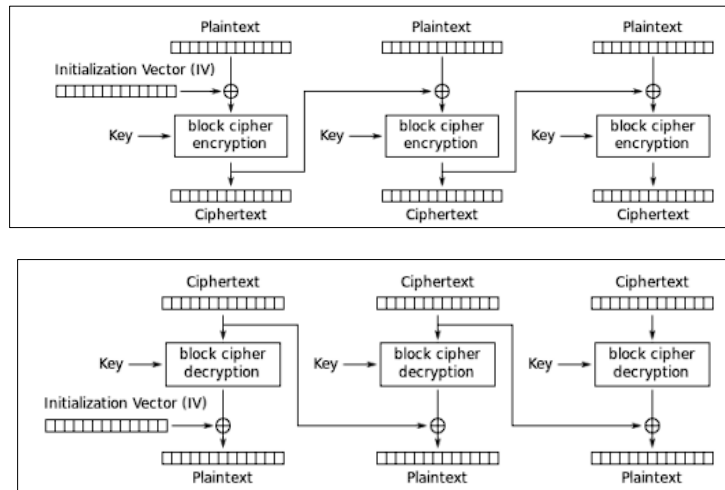 Plaintext Plaintext Plaintext
Initialization Vector (IV)
Key block cipher encryption Key block cipher encryption Key block cipher encryption
Ciphertext Ciphertext Ciphertext
Ciphertext Ciphertext Ciphertext
Key block cipher decryption Key block cipher decryption Key block cipher decryption
Initialization Vector (IV)
Plaintext Plaintext Plaintext